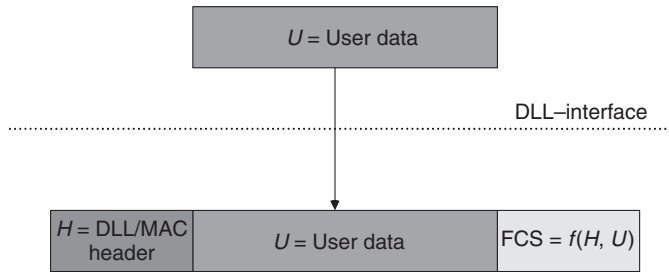 U = User data
DLL–interface
H = DLL/MAC
header
U = User data
FCS = f(H, U)